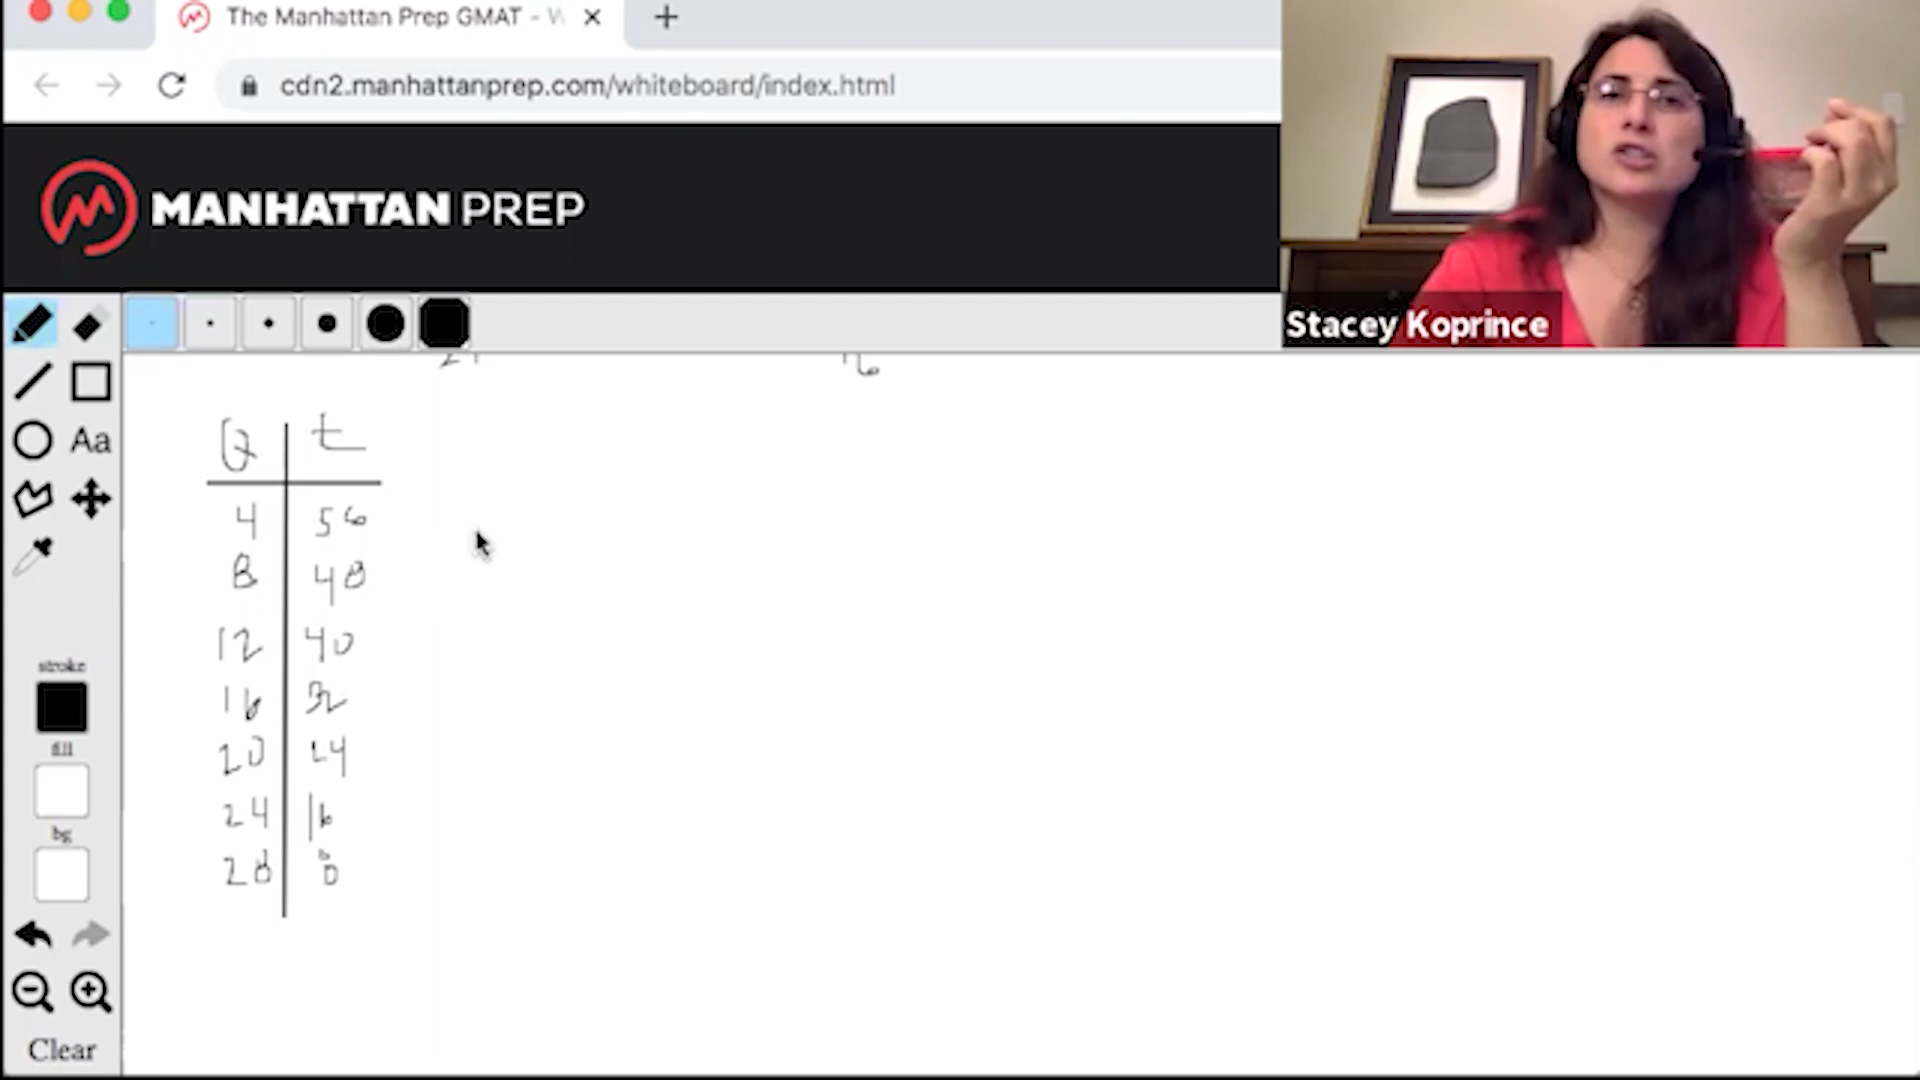 The Manhattan Prep GMAT - W
cdn2.manhattanprep.com/whiteboard/index.html
MANHATTAN PREP
Stacey Koprince
Aa
Q t
4 56
8 48
12 40
16 32
20 24
24 16
28 8
stroke
fill
bg
Clear